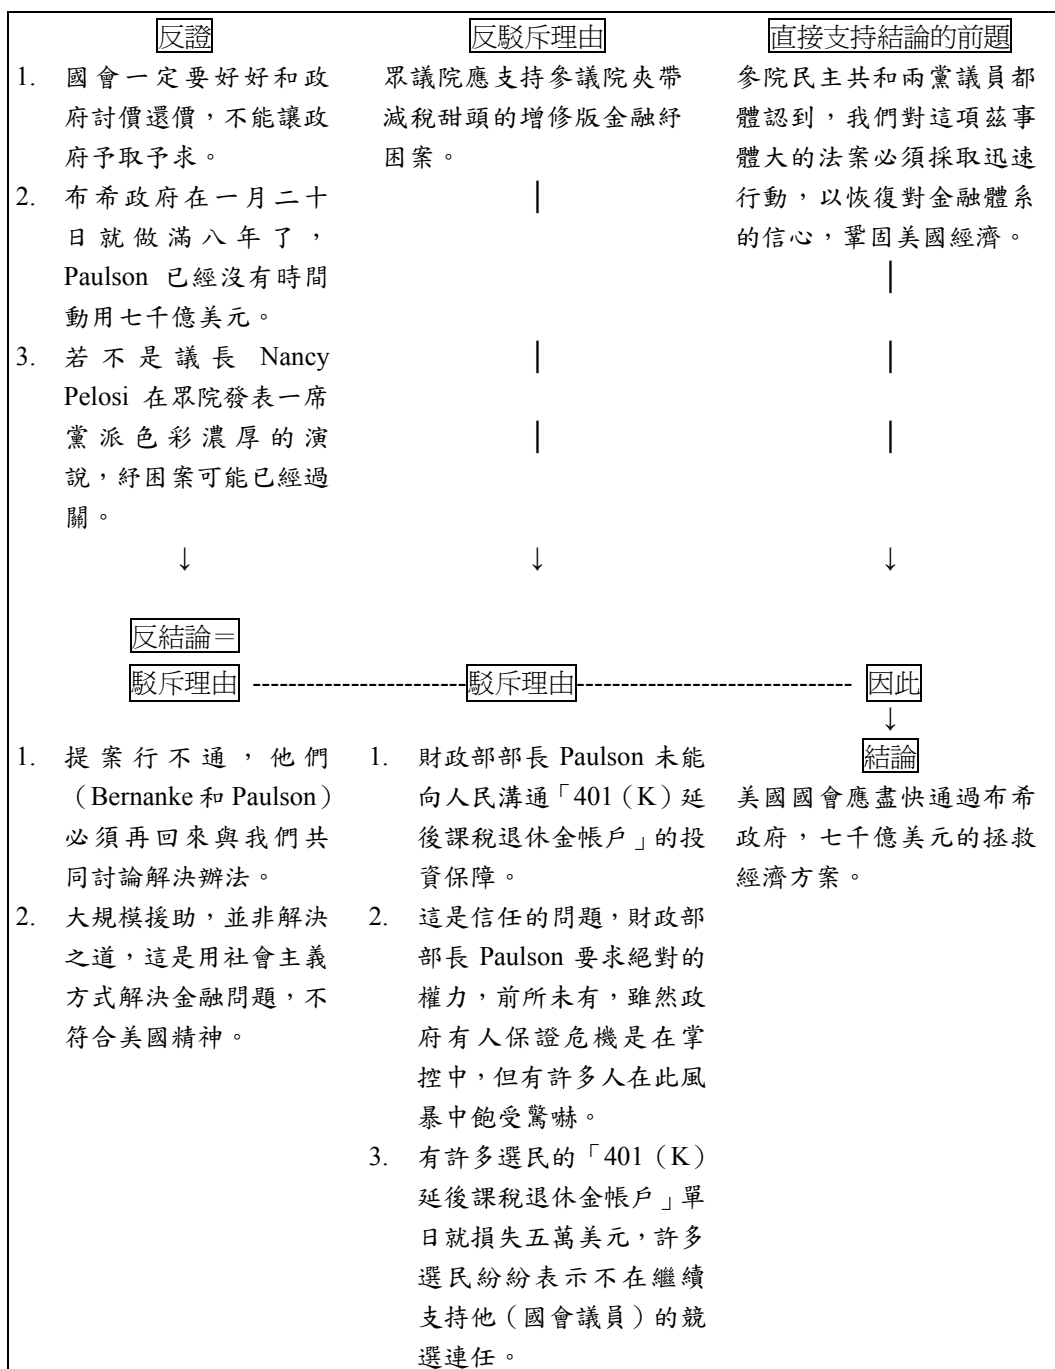 反證
1. 國會一定要好好和政
府討價還價，不能讓政
府予取予求。
2. 布希政府在一月二十
日就做滿八年了，
Paulson 已經沒有時間
動用七千億美元。
3. 若不是議長 Nancy
Pelosi 在眾院發表一席
黨派色彩濃厚的演
說，紓困案可能已經過
關。
↓
反駁斥理由
眾議院應支持參議院夾帶
減稅甜頭的增修版金融紓
困案。
|
|
|
↓
直接支持結論的前題
參院民主共和兩黨議員都
體認到，我們對這項茲事
體大的法案必須採取迅速
行動，以恢復對金融體系
的信心，鞏固美國經濟。
|
|
|
↓
反結論＝
駁斥理由 ------------------------駁斥理由------------------------------- 因此
↓
1. 提案行不通，他們
（Bernanke 和 Paulson）
必須再回來與我們共
同討論解決辦法。
2. 大規模援助，並非解決
之道，這是用社會主義
方式解決金融問題，不
符合美國精神。
1. 財政部部長 Paulson 未能
向人民溝通「401（K）延
後課稅退休金帳戶」的投
資保障。
2. 這是信任的問題，財政部
部長 Paulson 要求絕對的
權力，前所未有，雖然政
府有人保證危機是在掌
控中，但有許多人在此風
暴中飽受驚嚇。
3. 有許多選民的「401（K）
延後課稅退休金帳戶」單
日就損失五萬美元，許多
選民紛紛表示不在繼續
支持他（國會議員）的競
選連任。
結論
美國國會應盡快通過布希
政府，七千億美元的拯救
經濟方案。